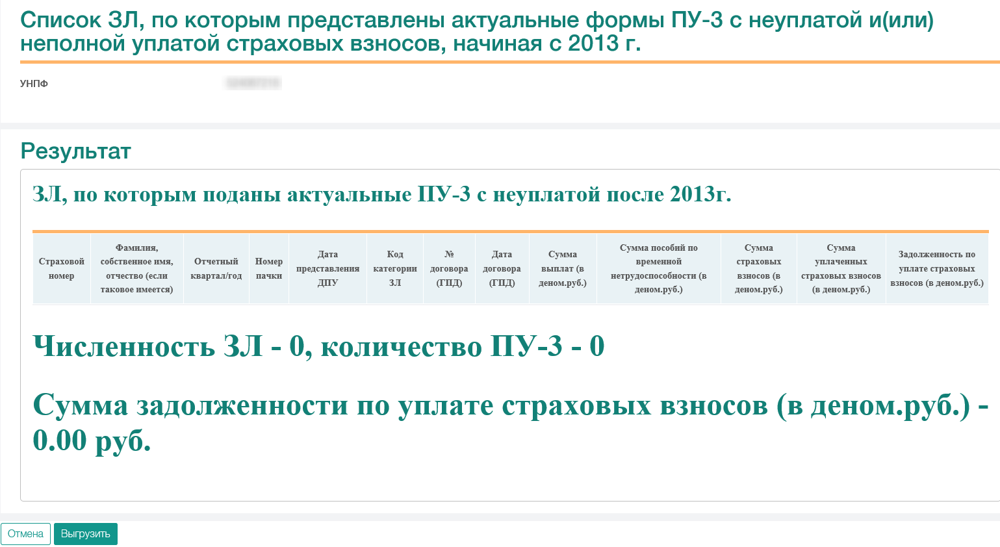 Список ЗЛ, по которым представлены актуальные формы ПУ-3 с неуплатой и(или)
неполной уплатой страховых взносов, начиная с 2013 г.
УНПФ
Результат
ЗЛ, по которым поданы актуальные ПУ-3 с неуплатой после 2013г.
Страховой
номер
Фамилия,
собственное имя,
отчество (если
таковое имеется)
Отчетный
квартал/год
Номер
пачки
Дата
представления
ДПУ
Код
категории
ЗЛ
№
договора
(ГПД)
Дата
договора
(ГПД)
Сумма
выплат (в
деном.руб.)
Сумма пособий по
временной
нетрудоспособности (в
деном.руб.)
Сумма
страховых
взносов (в
деном.руб.)
Сумма
уплаченных
страховых взносов
(в деном.руб.)
Задолженность по
уплате страховых
взносов (в деном.руб.)
Численность ЗЛ - 0, количество ПУ-3 - 0
Сумма задолженности по уплате страховых взносов (в деном.руб.) -
0.00 руб.
Отмена
Выгрузить